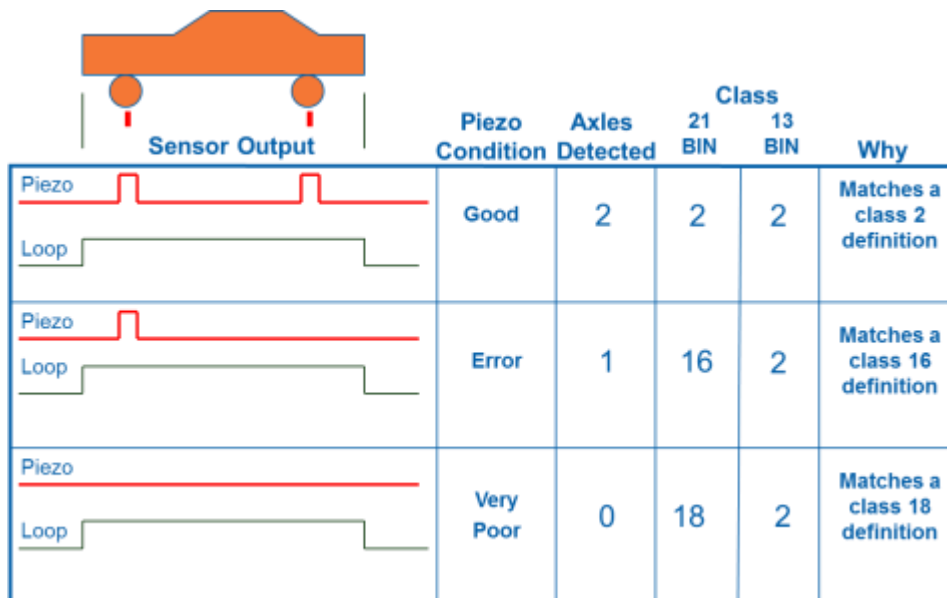 Sensor Output
Piezo Condition
Axles Detected
Class
21 BIN
13 BIN
Why
Piezo
Loop
Good
2
2
2
Matches a
class 2
definition
Piezo
Loop
Error
1
16
2
Matches a
class 16
definition
Piezo
Loop
Very
Poor
0
18
2
Matches a
class 18
definition